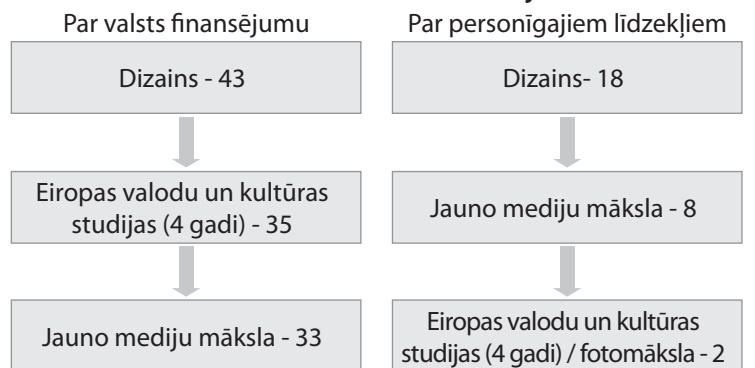 Par valsts finansējumu
Dizains - 43
Eiropas valodu un kultūras
studijas (4 gadi) - 35
Jauno mediju māksla - 33
Par personīgajiem līdzekļiem
Dizains- 18
Jauno mediju māksla - 8
Eiropas valodu un kultūras
studijas (4 gadi) / fotomāksla - 2